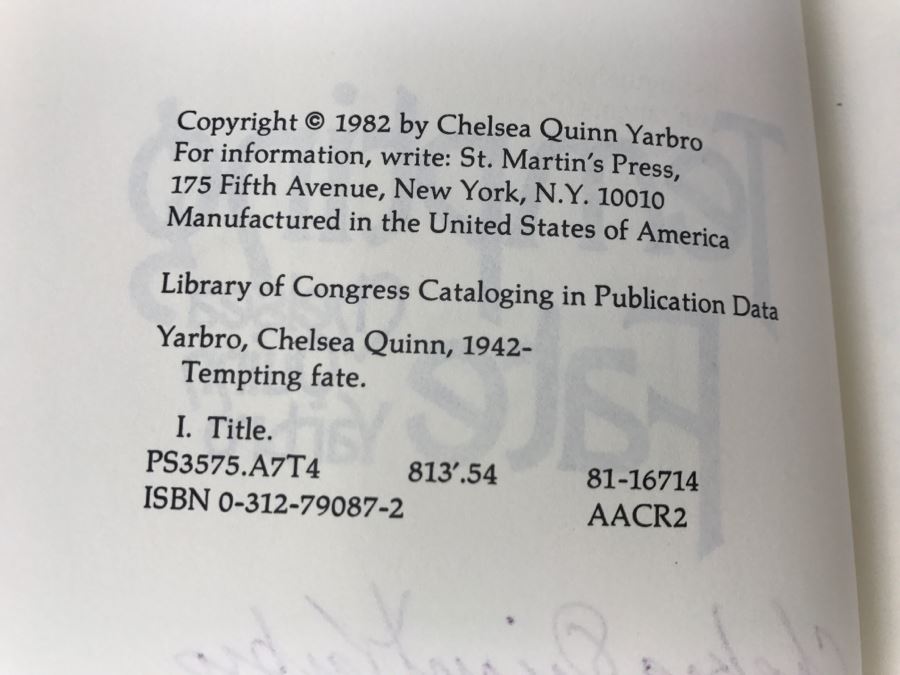 Copyright © 1982 by Chelsea Quinn Yarbro
For information, write: St. Martin's Press,
175 Fifth Avenue, New York, N.Y. 10010
Manufactured in the United States of America
Library of Congress Cataloging in Publication Data
Yarbro, Chelsea Quinn, 1942-
Tempting fate.
I. Title.
PS3575.A7T4 813′.54 81-16714
ISBN 0-312-79087-2 AACR2